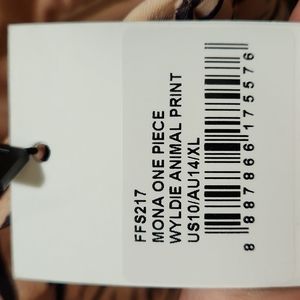 FFS217
MONA ONE PIECE
WYLDIE ANIMAL PRINT
US10/AU14/XL
8 887866 175576